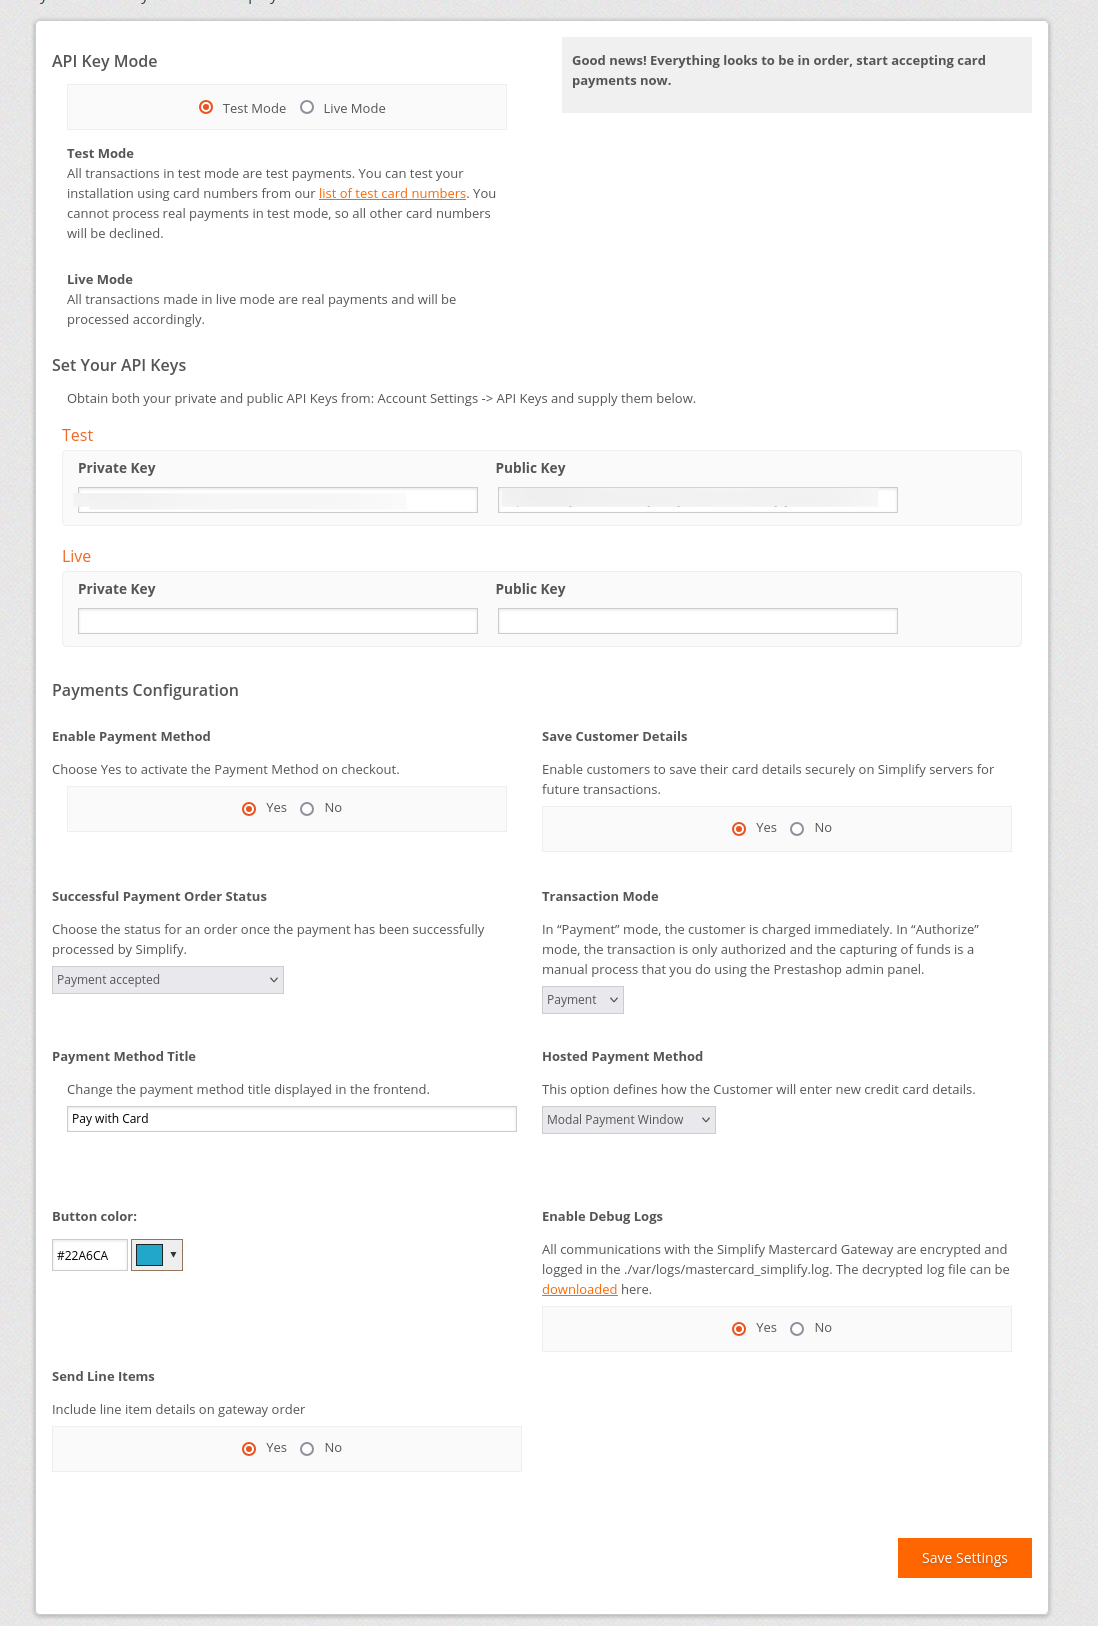 API Key Mode
Good news! Everything looks to be in order, start accepting card
payments now.
Test Mode Live Mode
Test Mode
All transactions in test mode are test payments. You can test your
installation using card numbers from our list of test card numbers. You
cannot process real payments in test mode, so all other card numbers
will be declined.
Live Mode
All transactions made in live mode are real payments and will be
processed accordingly.
Set Your API Keys
Obtain both your private and public API Keys from: Account Settings -> API Keys and supply them below.
Test
Private Key Public Key
Live
Private Key Public Key
Payments Configuration
Enable Payment Method
Choose Yes to activate the Payment Method on checkout.
Yes No
Save Customer Details
Enable customers to save their card details securely on Simplify servers for
future transactions.
Yes No
Successful Payment Order Status
Choose the status for an order once the payment has been successfully
processed by Simplify.
Payment accepted
Transaction Mode
In “Payment” mode, the customer is charged immediately. In “Authorize”
mode, the transaction is only authorized and the capturing of funds is a
manual process that you do using the Prestashop admin panel.
Payment
Payment Method Title
Change the payment method title displayed in the frontend.
Pay with Card
Hosted Payment Method
This option defines how the Customer will enter new credit card details.
Modal Payment Window
Button color:
#22A6CA
Enable Debug Logs
All communications with the Simplify Mastercard Gateway are encrypted and
logged in the ./var/logs/mastercard_simplify.log. The decrypted log file can be
downloaded here.
Yes No
Send Line Items
Include line item details on gateway order
Yes No
Save Settings